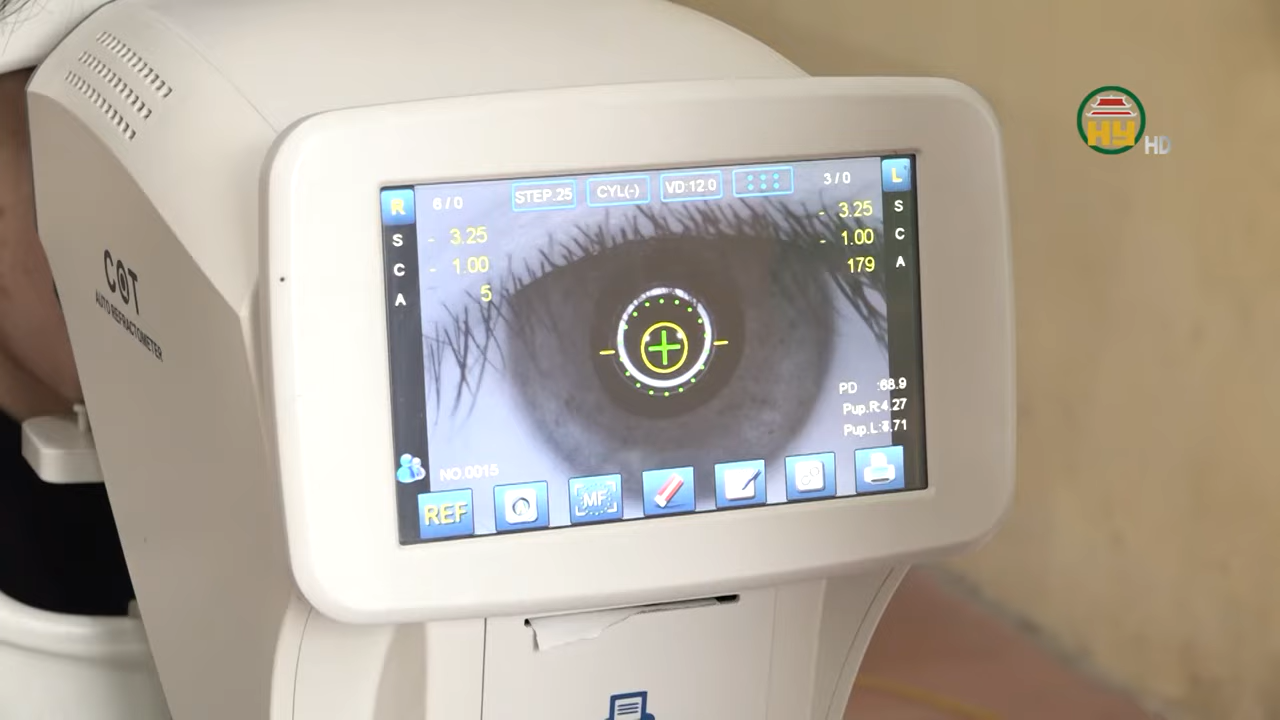 HY
HD
R
6 / 0
STEP.25
CYL(-)
VD:12.0
3 / 0
L
S
- 3.25
C
- 1.00
A
5
- 3.25
S
- 1.00
C
179
A
COT
AUTO REFRACTOMETER
PD :68.9
Pup.R:4.27
Pup.L:
NO.0015
REF
MF